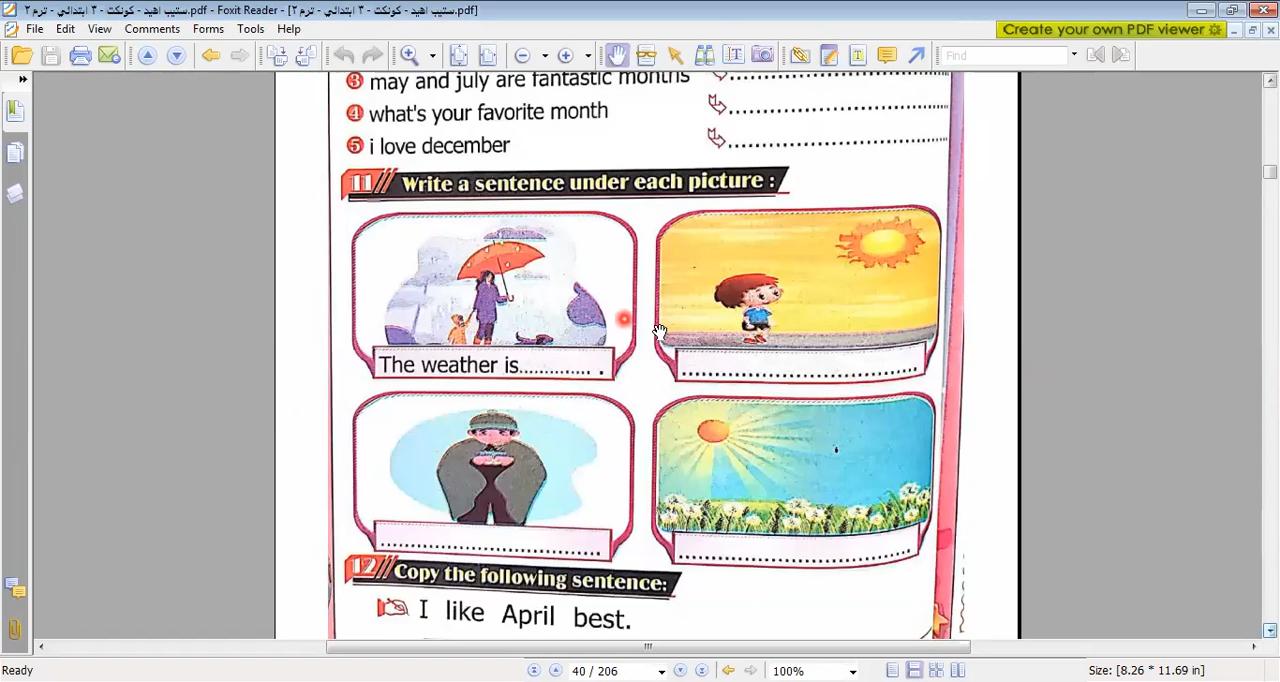 ستيب اهيد - كونكت - ٣ ابتدائي - ترم ٢.pdf - Foxit Reader - [ستيب اهيد - كونكت - ٣ ابتدائي - ترم ٢.pdf]
File Edit View Comments Forms Tools Help
Create your own PDF viewer
Find
3 may and july are fantastic months
4 what's your favorite month
5 i love december
11 Write a sentence under each picture :
The weather is............. .
12 Copy the following sentence:
I like April best.
Ready
40 / 206
100%
Size: [8.26 * 11.69 in]